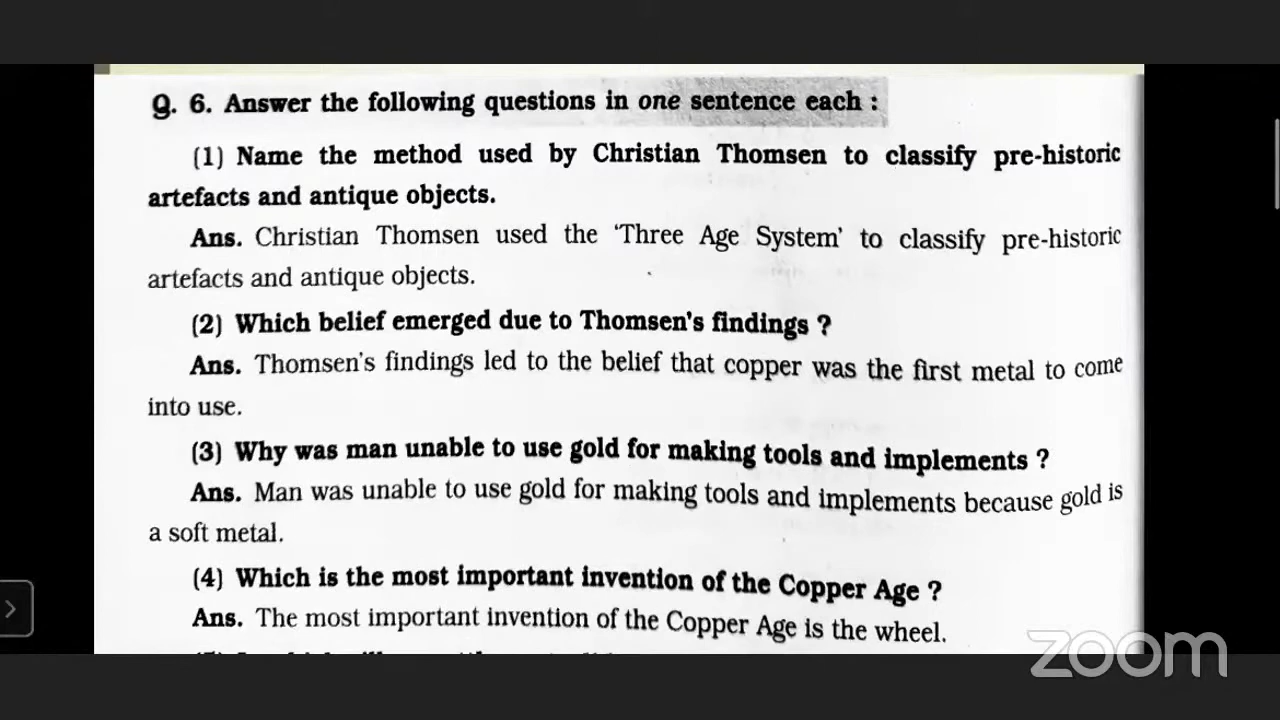 Q. 6. Answer the following questions in one sentence each :
(1) Name the method used by Christian Thomsen to classify pre-historic
artefacts and antique objects.
Ans. Christian Thomsen used the ‘Three Age System’ to classify pre-historic
artefacts and antique objects.
(2) Which belief emerged due to Thomsen's findings ?
Ans. Thomsen's findings led to the belief that copper was the first metal to come
into use.
(3) Why was man unable to use gold for making tools and implements ?
Ans. Man was unable to use gold for making tools and implements because gold is
a soft metal.
(4) Which is the most important invention of the Copper Age ?
Ans. The most important invention of the Copper Age is the wheel.
zoom